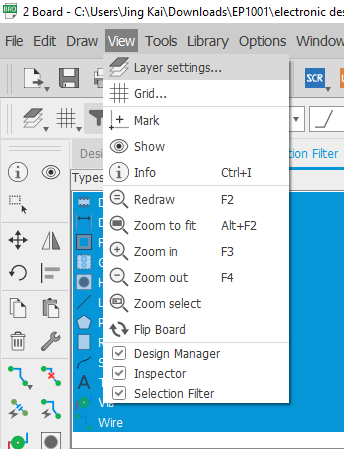 BRD
2 Board - C:\Users\Jing Kai\Downloads\EP1001\electronic des
File Edit Draw View Tools Library Options Window
SCR
Layer settings...
Grid...
Mark
Show
Info Ctrl+I
Redraw F2
Zoom to fit Alt+F2
Zoom in F3
Zoom out F4
Zoom select
Flip Board
Design Manager
Inspector
Selection Filter
Des
ction Filter
Types
Via
Wire